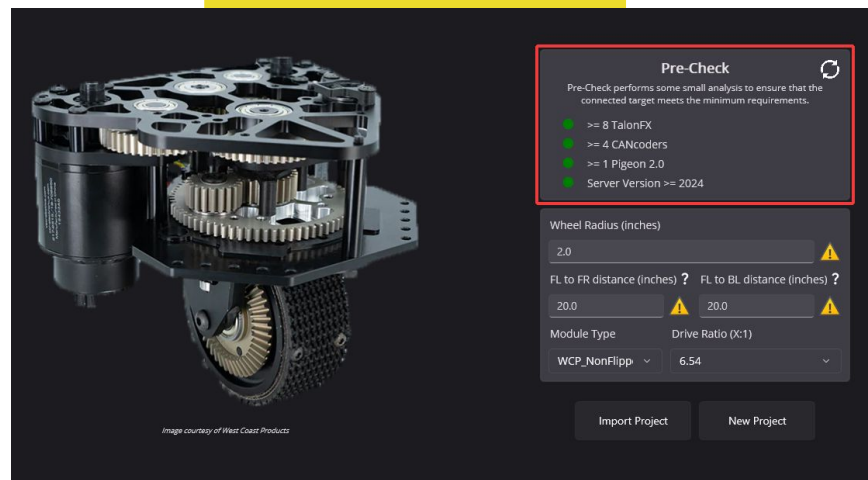 Pre-Check
Pre-Check performs some small analysis to ensure that the
connected target meets the minimum requirements.
>= 8 TalonFX
>= 4 CANcoders
>= 1 Pigeon 2.0
Server Version >= 2024
Wheel Radius (inches)
2.0
FL to FR distance (inches) ? FL to BL distance (inches) ?
20.0 20.0
Module Type Drive Ratio (X:1)
WCP_NonFlipp 6.54
Import Project New Project
Image courtesy of West Coast Products